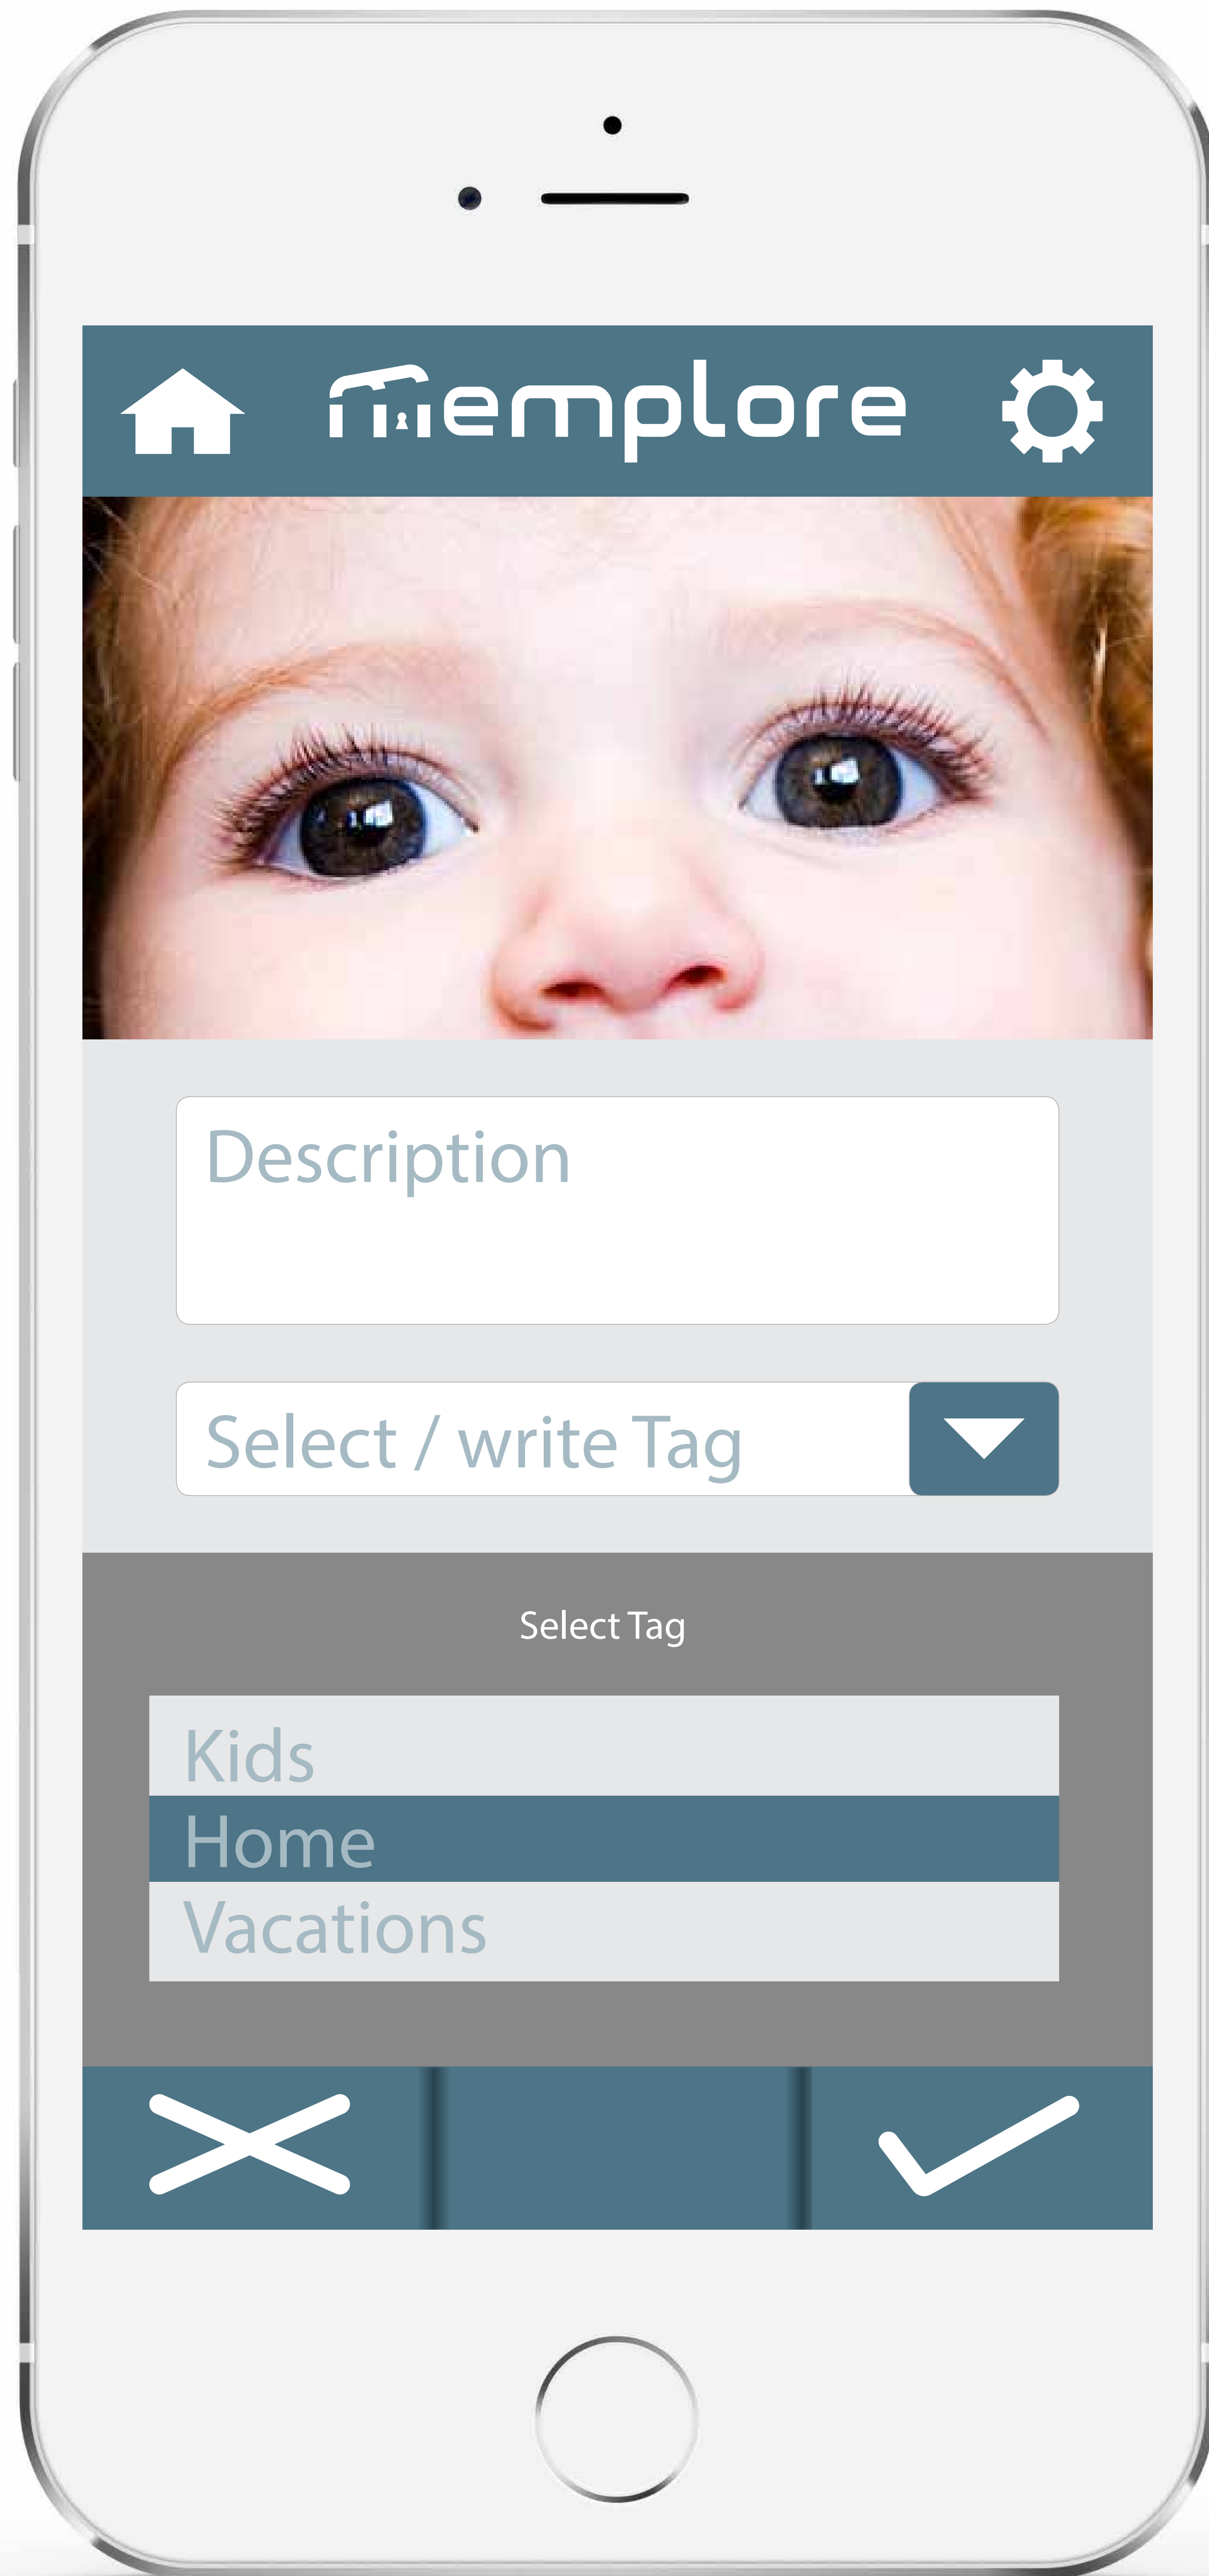 memplore
Description
Select / write Tag
Select Tag
Kids
Home
Vacations